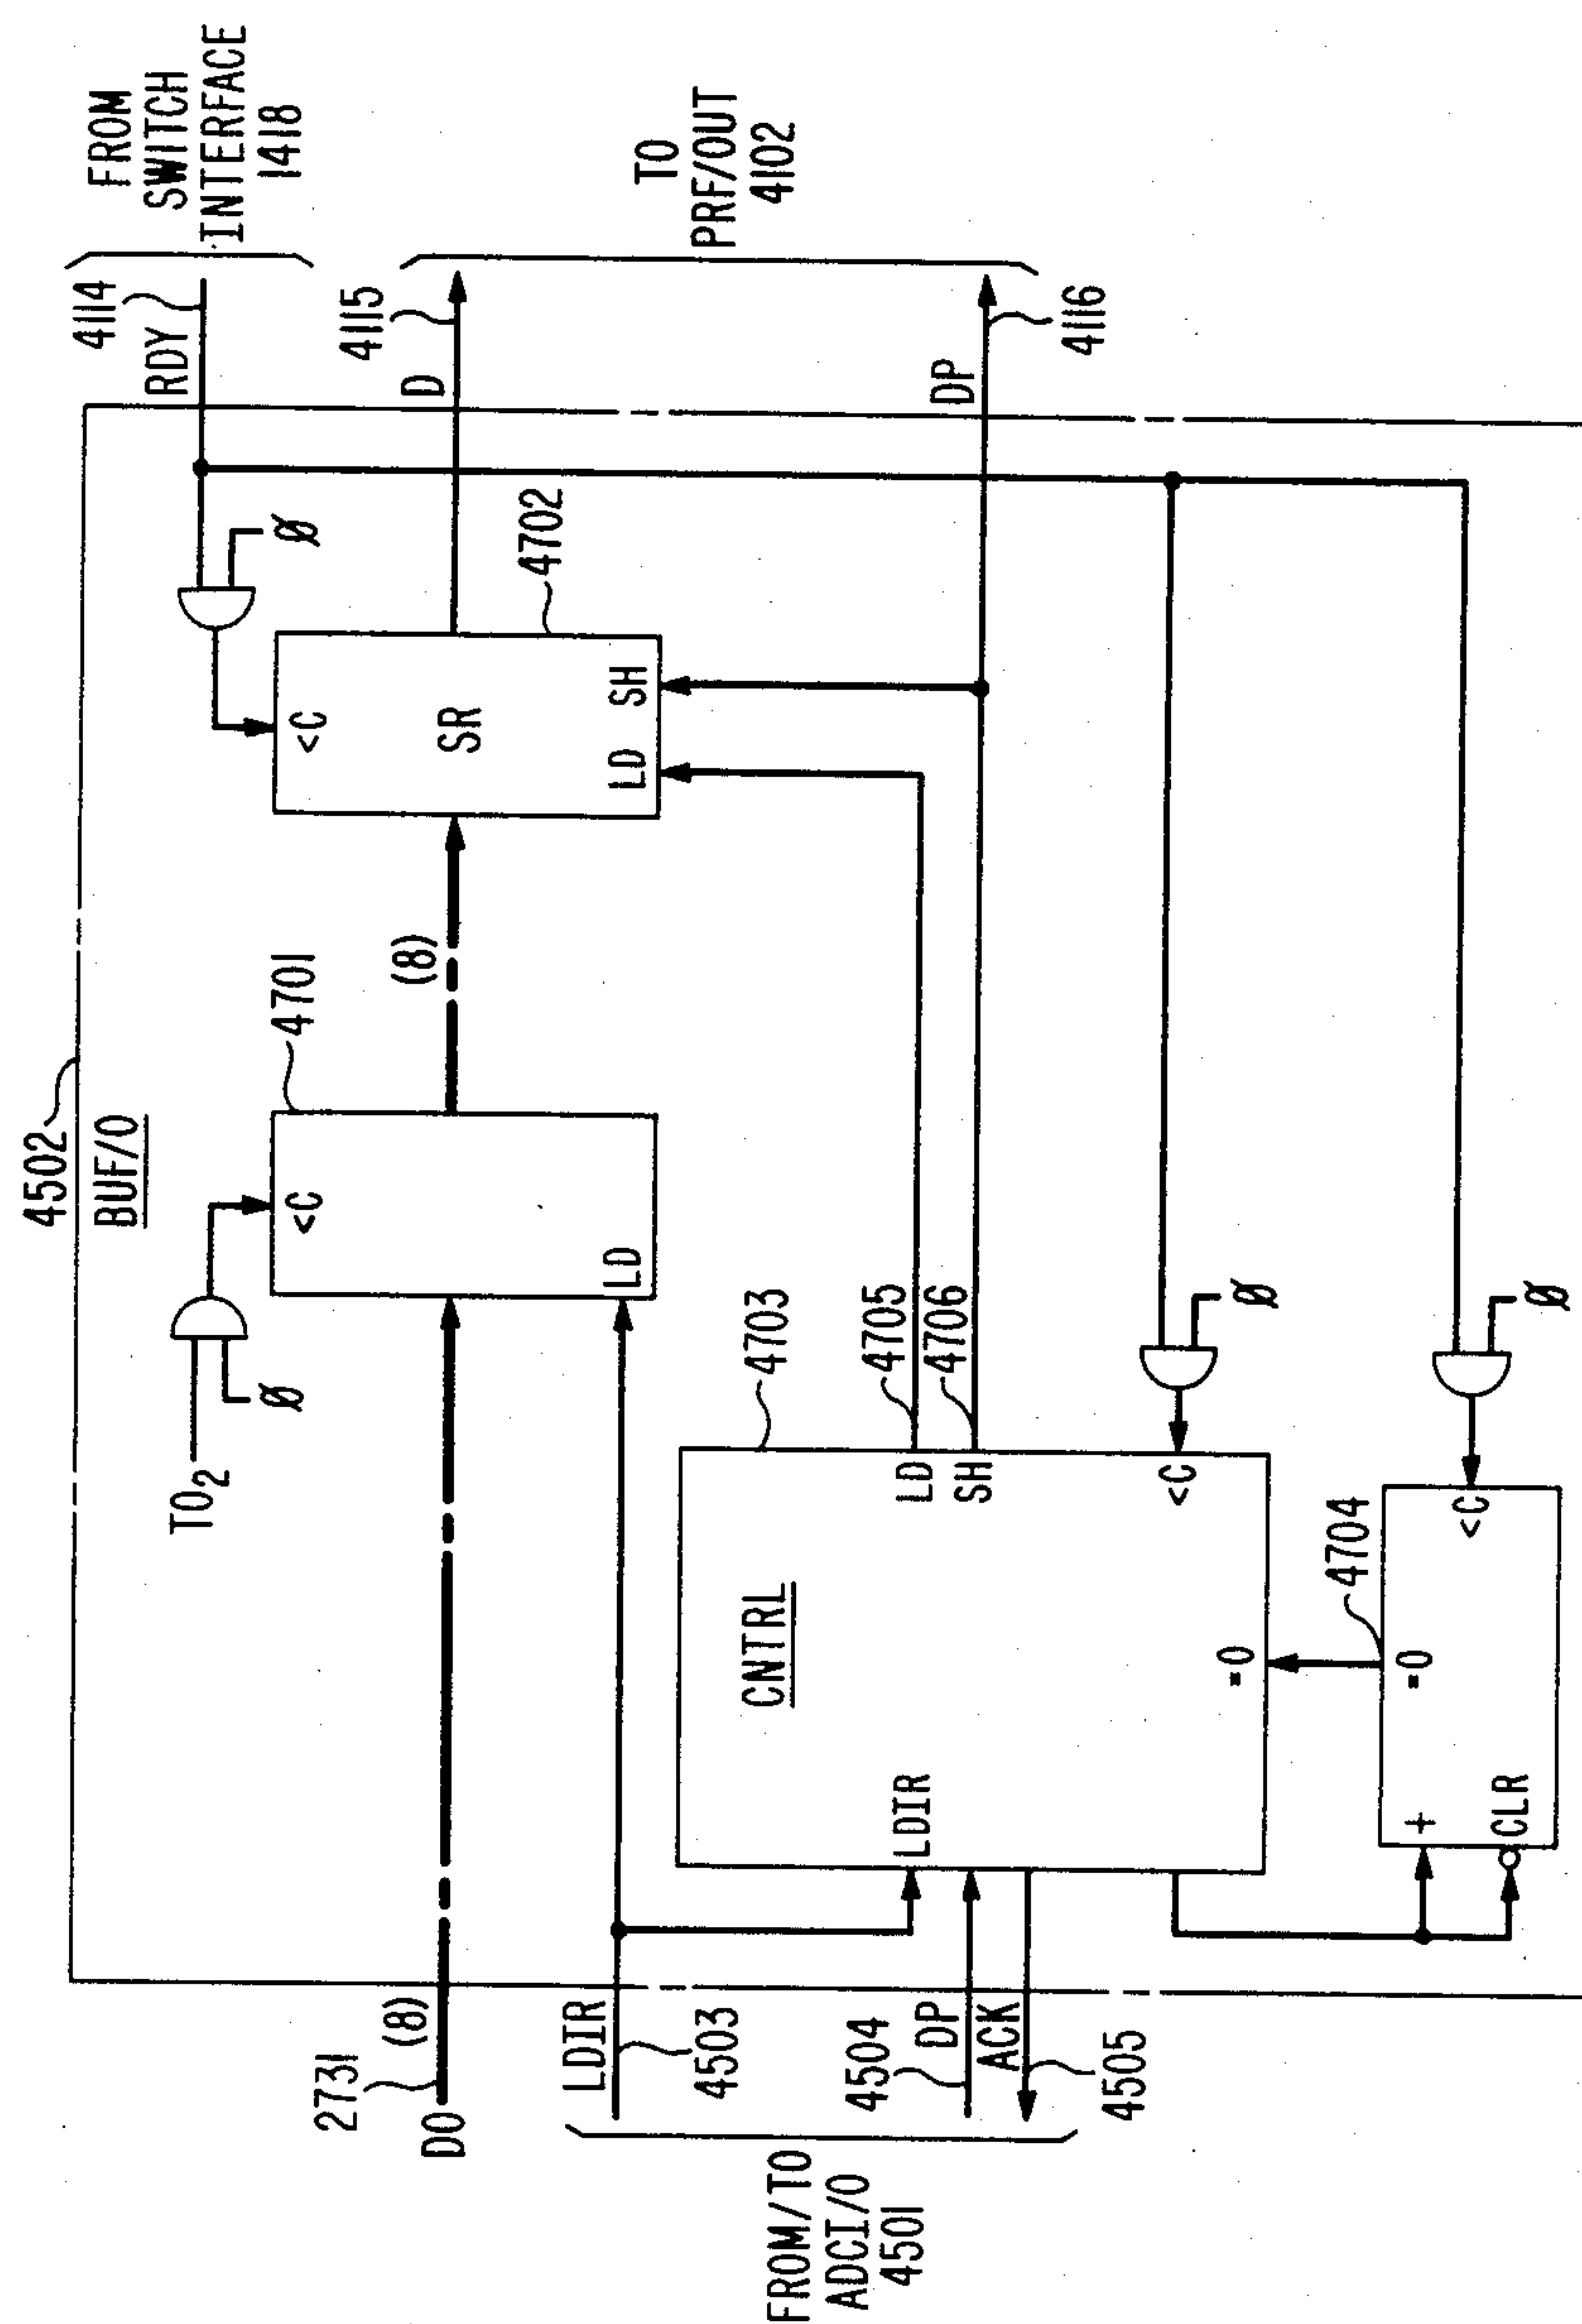 4502
BUF/O
FROM
SWITCH
INTERFACE
1418
4114
RDY
TO2
Ø
Ø
4701
4702
<C
<C
2731
(8)
DO
(8)
SR
D
4115
TO
PRF/OUT
4102
LD
LD
SH
LDIR
4503
4703
4705
4706
DP
4116
FROM/TO
ADCI/O
4501
4504
DP
ACK
4505
LDIR
CNTRL
LD
SH
<C
Ø
=0
4704
=0
+
CLR
<C
Ø